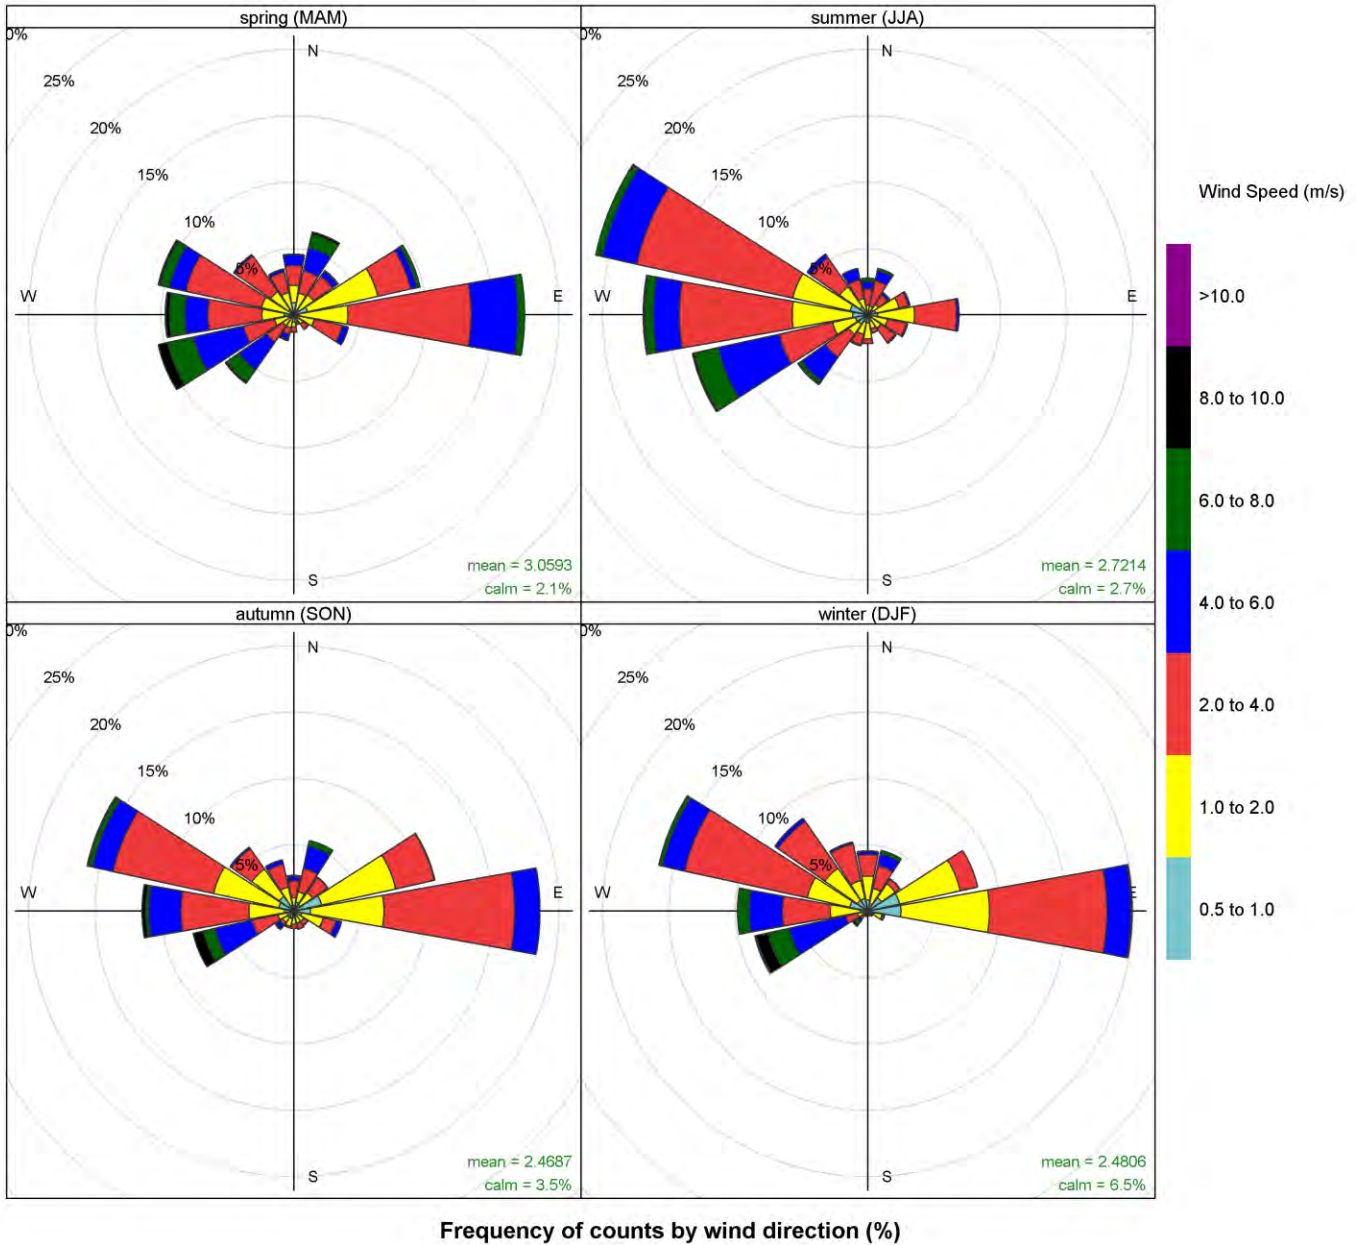 spring (MAM)
0%
25%
20%
15%
10%
5%
N
W
E
S
mean = 3.0593
calm = 2.1%
summer (JJA)
0%
25%
20%
15%
10%
5%
N
W
E
S
mean = 2.7214
calm = 2.7%
autumn (SON)
0%
25%
20%
15%
10%
5%
N
W
E
S
mean = 2.4687
calm = 3.5%
winter (DJF)
0%
25%
20%
15%
10%
5%
N
W
E
S
mean = 2.4806
calm = 6.5%
Wind Speed (m/s)
>10.0
8.0 to 10.0
6.0 to 8.0
4.0 to 6.0
2.0 to 4.0
1.0 to 2.0
0.5 to 1.0
Frequency of counts by wind direction (%)